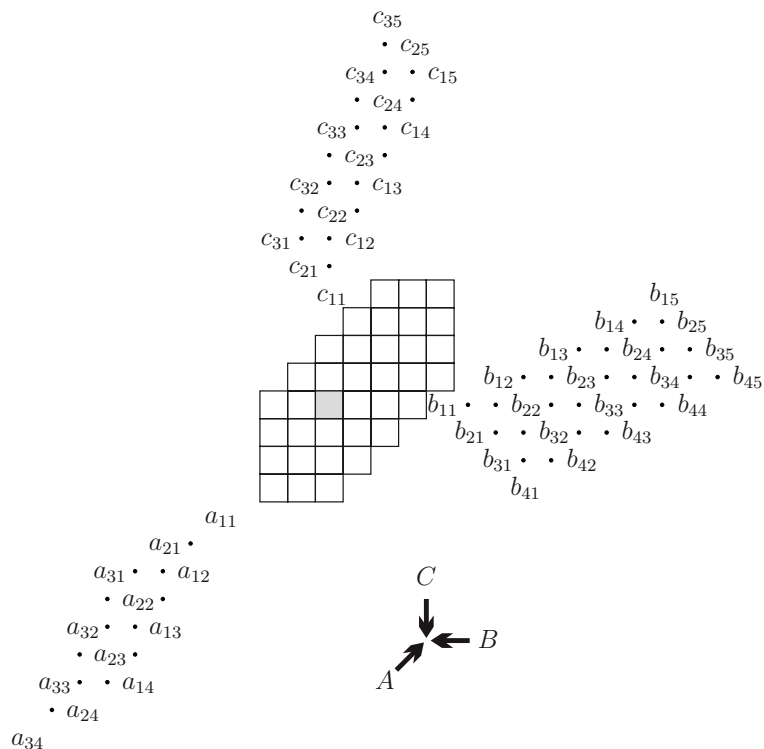 c₃₅
c₂₅
c₃₄ c₁₅
c₂₄
c₃₃ c₁₄
c₂₃
c₃₂ c₁₃
c₂₂
c₃₁ c₁₂
c₂₁
c₁₁ b₁₅
b₁₄ b₂₅
b₁₃ b₂₄ b₃₅
b₁₂ b₂₃ b₃₄ b₄₅
b₁₁ b₂₂ b₃₃ b₄₄
b₂₁ b₃₂ b₄₃
b₃₁ b₄₂
b₄₁
a₁₁
a₂₁
a₃₁ a₁₂
a₂₂
a₃₂ a₁₃
a₂₃
a₃₃ a₁₄
a₂₄
a₃₄
C
B
A